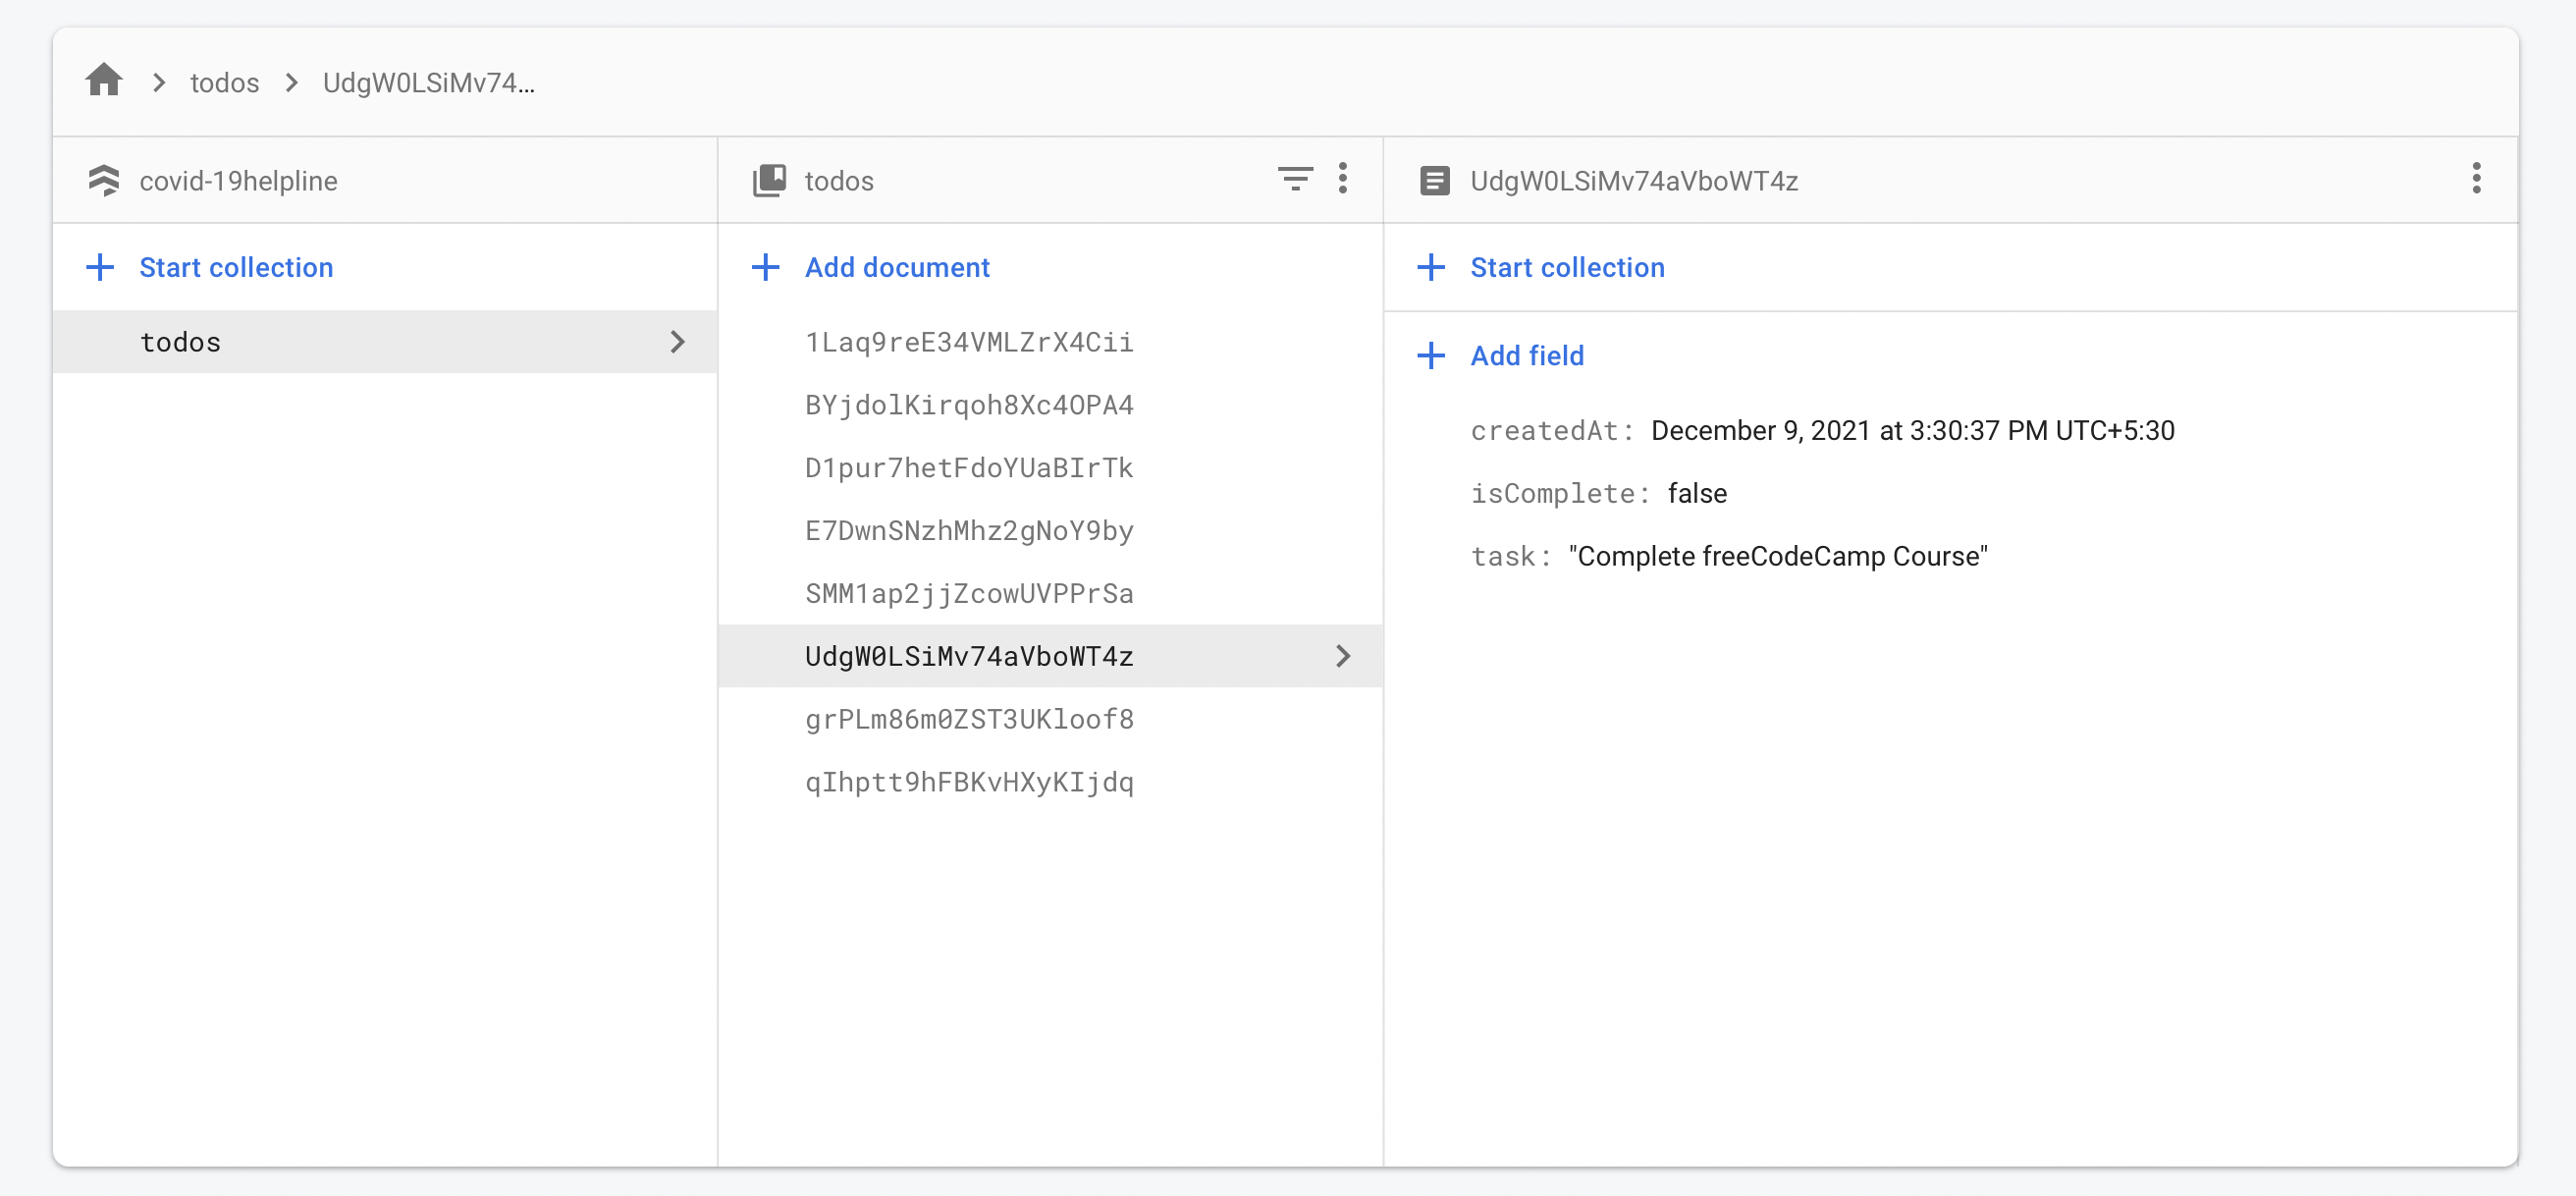 todos
UdgW0LSiMv74...
covid-19helpline
Start collection
todos
todos
Add document
1Laq9reE34VMLZrX4Cii
BYjdolKirqoh8Xc4OPA4
D1pur7hetFdoYUaBIrTk
E7DwnSNzhMhz2gNoY9by
SMM1ap2jjZcowUVPPrSa
UdgW0LSiMv74aVboWT4z
grPLm86m0ZST3UKloof8
qIhptt9hFBKvHXyKIjdq
UdgW0LSiMv74aVboWT4z
Start collection
Add field
createdAt: December 9, 2021 at 3:30:37 PM UTC+5:30
isComplete: false
task: "Complete freeCodeCamp Course"